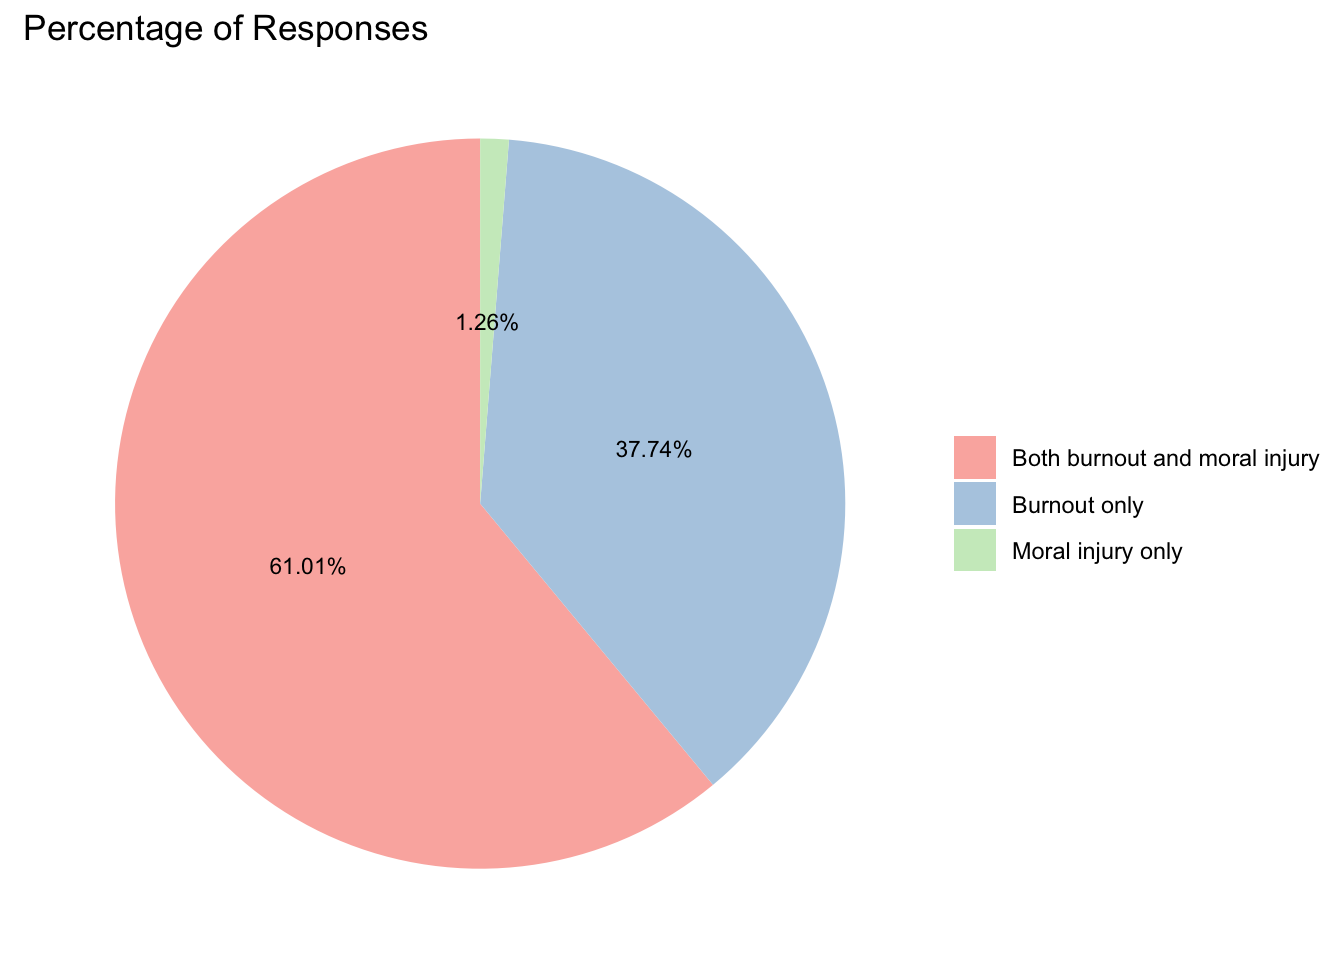 Percentage of Responses
1.26%
37.74%
61.01%
Both burnout and moral injury
Burnout only
Moral injury only